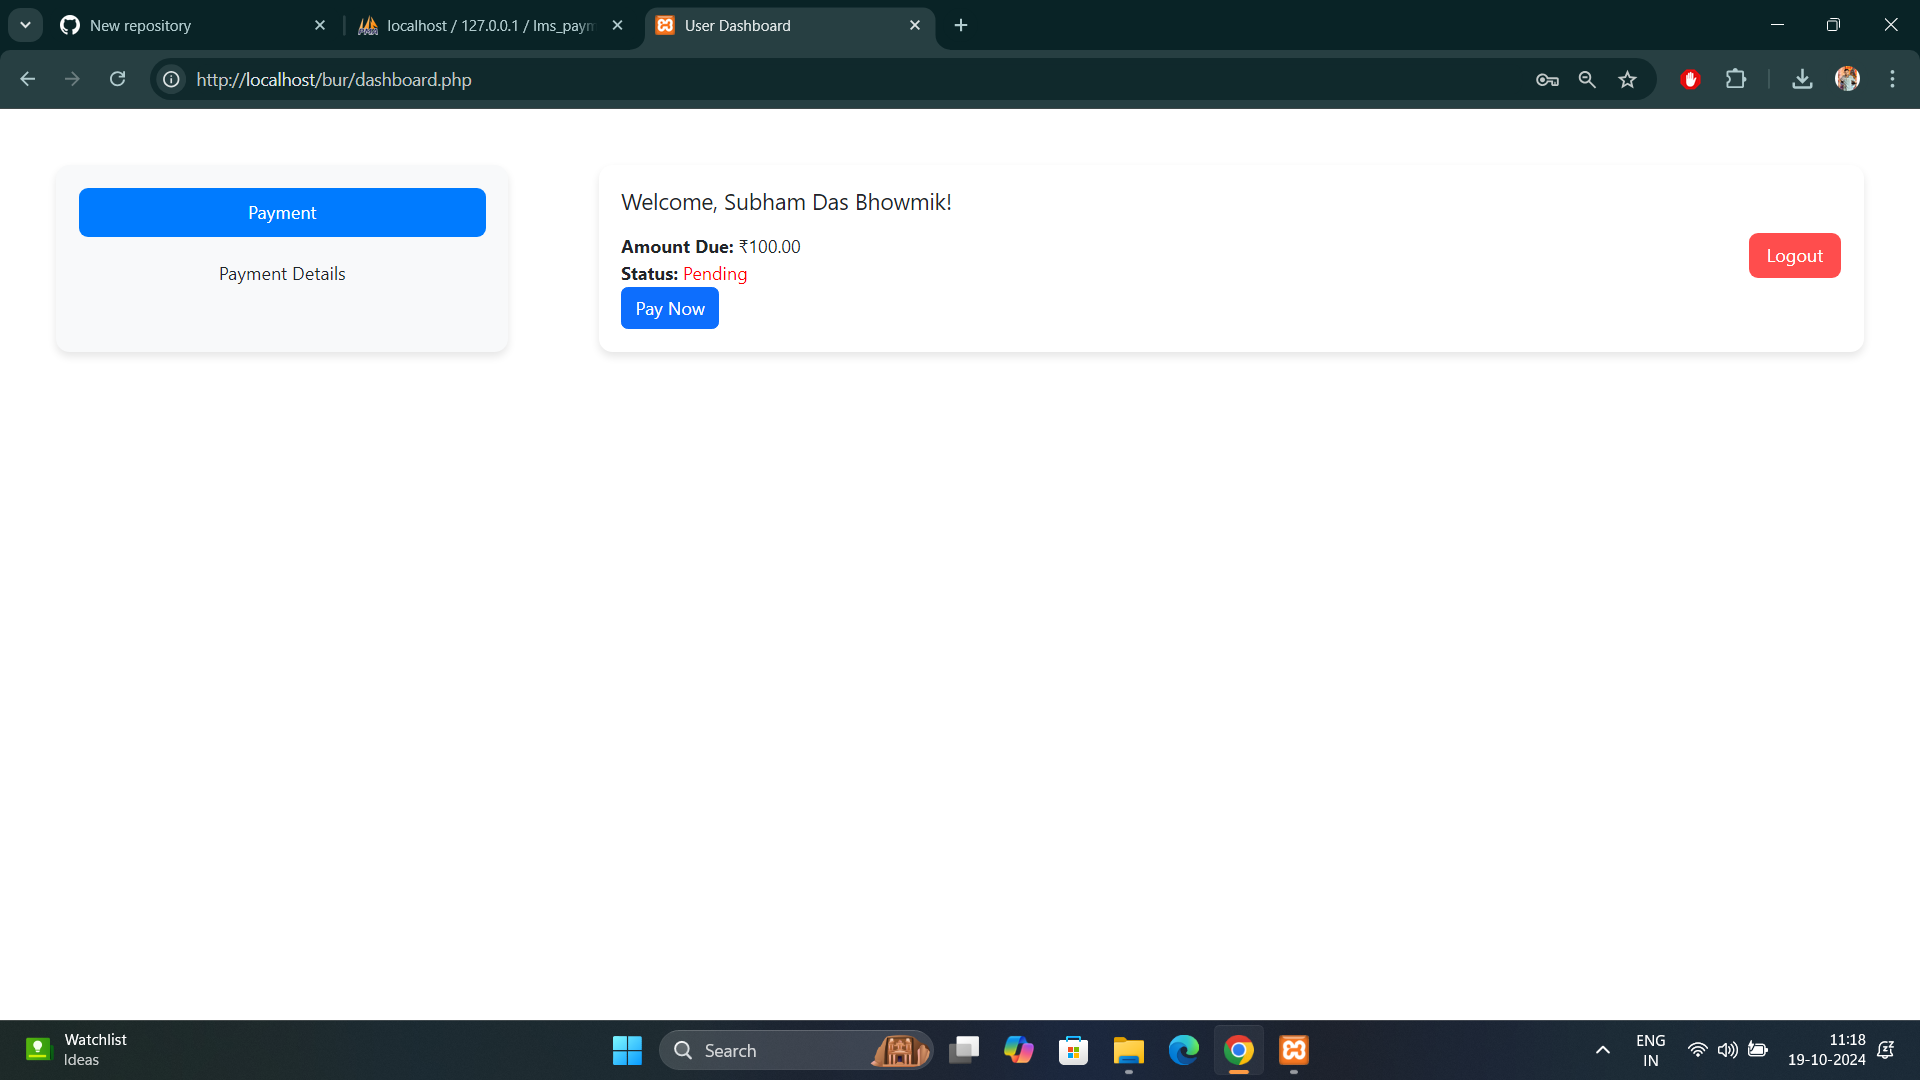 New repository
localhost / 127.0.0.1 / lms_paym
User Dashboard
http://localhost/bur/dashboard.php
Payment
Payment Details
Welcome, Subham Das Bhowmik!
Amount Due: ₹100.00
Status: Pending
Pay Now
Logout
Watchlist
Ideas
Search
ENG
IN
11:18
19-10-2024